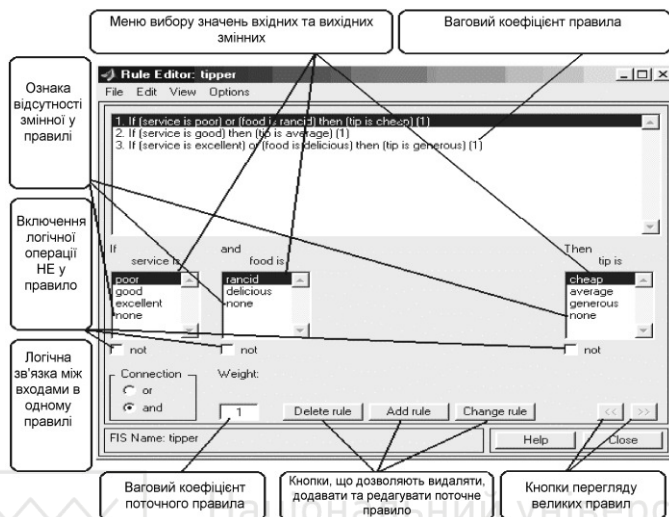 Меню вибору значень вхідних та вихідних
змінних
Ваговий коефіцієнт
правила
Ознака
відсутності
змінної у
правилі
Включення
логічної
операції
НЕ у
правило
Логічна
зв'язка між
входами в
одному
правилі
Rule Editor: tipper
File Edit View Options
1. If (service is poor) or (food is rancid) then (tip is cheap) (1)
2. If (service is good) then (tip is average) (1)
3. If (service is excellent) or (food is delicious) then (tip is generous) (1)
If and Then
service is food is tip is
poor rancid cheap
good delicious average
excellent none generous
none none
not not not
Connection Weight:
or
and 1 Delete rule Add rule Change rule << >>
FIS Name: tipper Help Close
Ваговий коефіцієнт
поточного правила
Кнопки, що дозволяють видаляти,
додавати та редагувати поточне
правило
Кнопки перегляду
великих правил